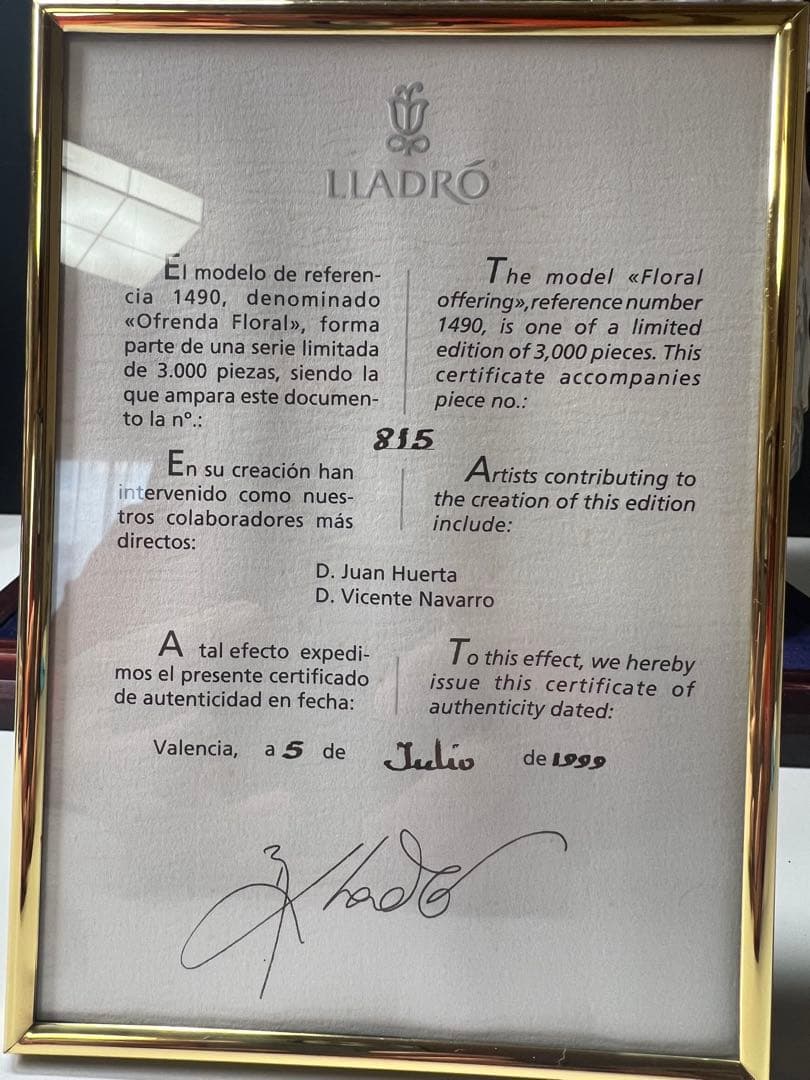 LLADRÓ
El modelo de referen-
cia 1490, denominado
«Ofrenda Floral», forma
parte de una serie limitada
de 3.000 piezas, siendo la
que ampara este documen-
to la nº.:
The model «Floral
offering», reference number
1490, is one of a limited
edition of 3,000 pieces. This
certificate accompanies
piece no.:
815
En su creación han
intervenido como nues-
tros colaboradores más
directos:
Artists contributing to
the creation of this edition
include:
D. Juan Huerta
D. Vicente Navarro
A tal efecto expedi-
mos el presente certificado
de autenticidad en fecha:
To this effect, we hereby
issue this certificate of
authenticity dated:
Valencia, a 5 de Julio de 1999